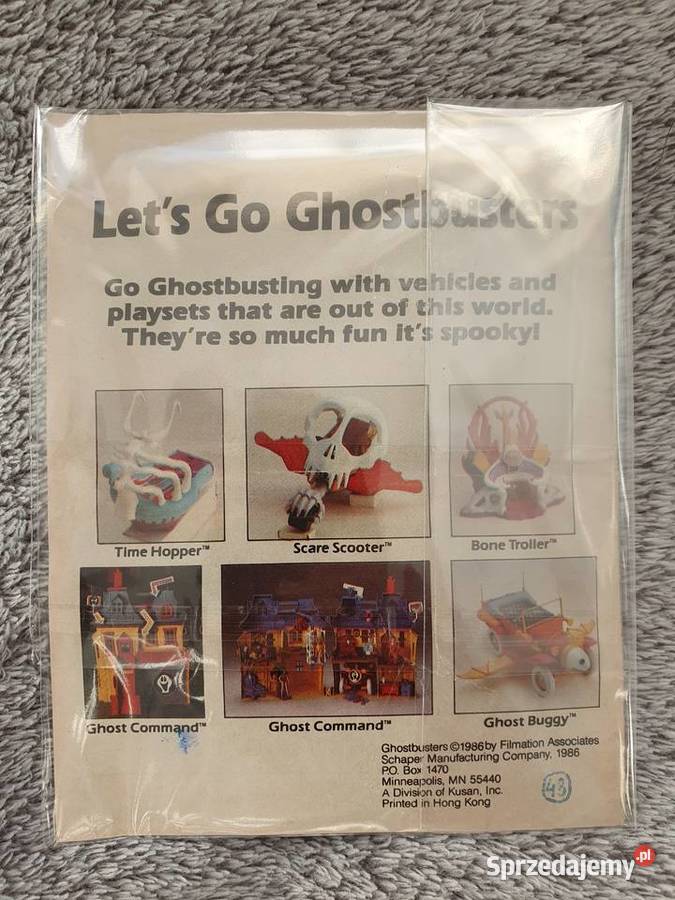 Let's Go Ghostbusters
Go Ghostbusting with vehicles and
playsets that are out of this world.
They're so much fun it's spooky!
Time Hopper™
Scare Scooter™
Bone Troller™
Ghost Command™
Ghost Command™
Ghost Buggy™
Ghostbusters ©1986 by Filmation Associates
Schaper Manufacturing Company, 1986
P.O. Box 1470
Minneapolis, MN 55440
A Division of Kusan, Inc.
Printed in Hong Kong
43
Sprzedajemy.pl